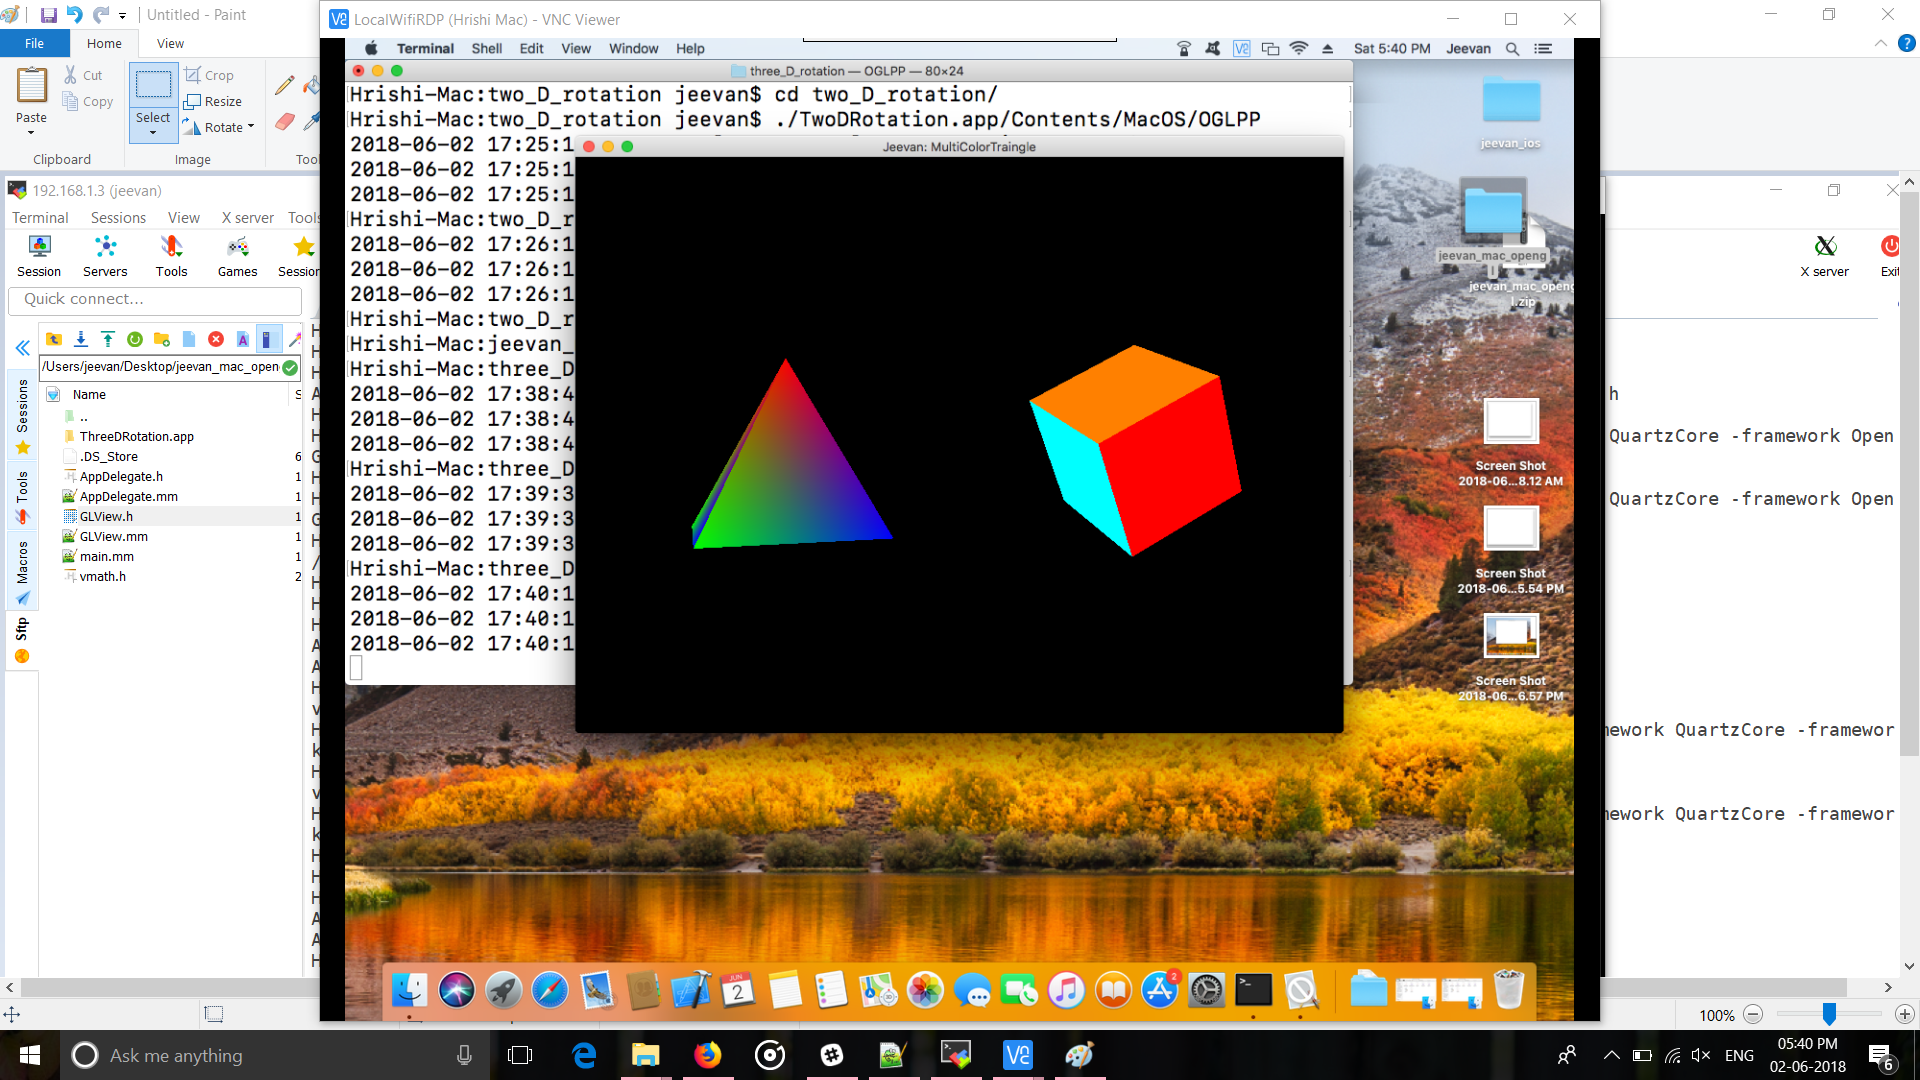 Untitled - Paint
File
Home
View
Paste
Cut
Copy
Clipboard
Select
Crop
Resize
Rotate
Image
LocalWifiRDP (Hrishi Mac) - VNC Viewer
Terminal Shell Edit View Window Help
Sat 5:40 PM Jeevan
three_D_rotation — OGLPP — 80×24
Hrishi-Mac:two_D_rotation jeevan$ cd two_D_rotation/
Hrishi-Mac:two_D_rotation jeevan$ ./TwoDRotation.app/Contents/MacOS/OGLPP
2018-06-02 17:25:1
2018-06-02 17:25:1
2018-06-02 17:25:1
Hrishi-Mac:two_D_r
2018-06-02 17:26:1
2018-06-02 17:26:1
2018-06-02 17:26:1
Hrishi-Mac:two_D_r
Hrishi-Mac:jeevan_
Hrishi-Mac:three_D
2018-06-02 17:38:4
2018-06-02 17:38:4
2018-06-02 17:38:4
Hrishi-Mac:three_D
2018-06-02 17:39:3
2018-06-02 17:39:3
2018-06-02 17:39:3
Hrishi-Mac:three_D
2018-06-02 17:40:1
2018-06-02 17:40:1
2018-06-02 17:40:1
Jeevan: MultiColorTraingle
jeevan_ios
jeevan_mac_openg
l
jeevan_mac_openg
l.zip
Screen Shot
2018-06...8.12 AM
Screen Shot
2018-06...5.54 PM
Screen Shot
2018-06...6.57 PM
JUN
2
2
192.168.1.3 (jeevan)
Terminal Sessions View X server Tools
Session
Servers
Tools
Games
Session
X server
Exit
Quick connect...
/Users/jeevan/Desktop/jeevan_mac_open
Sessions
Tools
Macros
Sftp
Name
..
ThreeDRotation.app
.DS_Store 6
AppDelegate.h 1
AppDelegate.mm 1
GLView.h 1
GLView.mm 1
main.mm 1
vmath.h 2
h
QuartzCore -framework Open
QuartzCore -framework Open
ework QuartzCore -framewor
ework QuartzCore -framewor
100%
Ask me anything
ENG
05:40 PM
02-06-2018
6